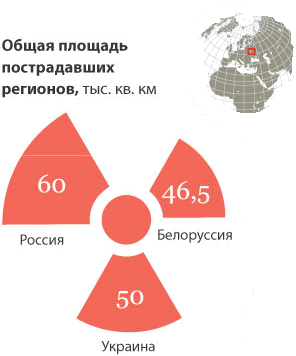 Общая площадь
пострадавших
регионов, тыс. кв. км
60
46,5
Россия
Белоруссия
50
Украина